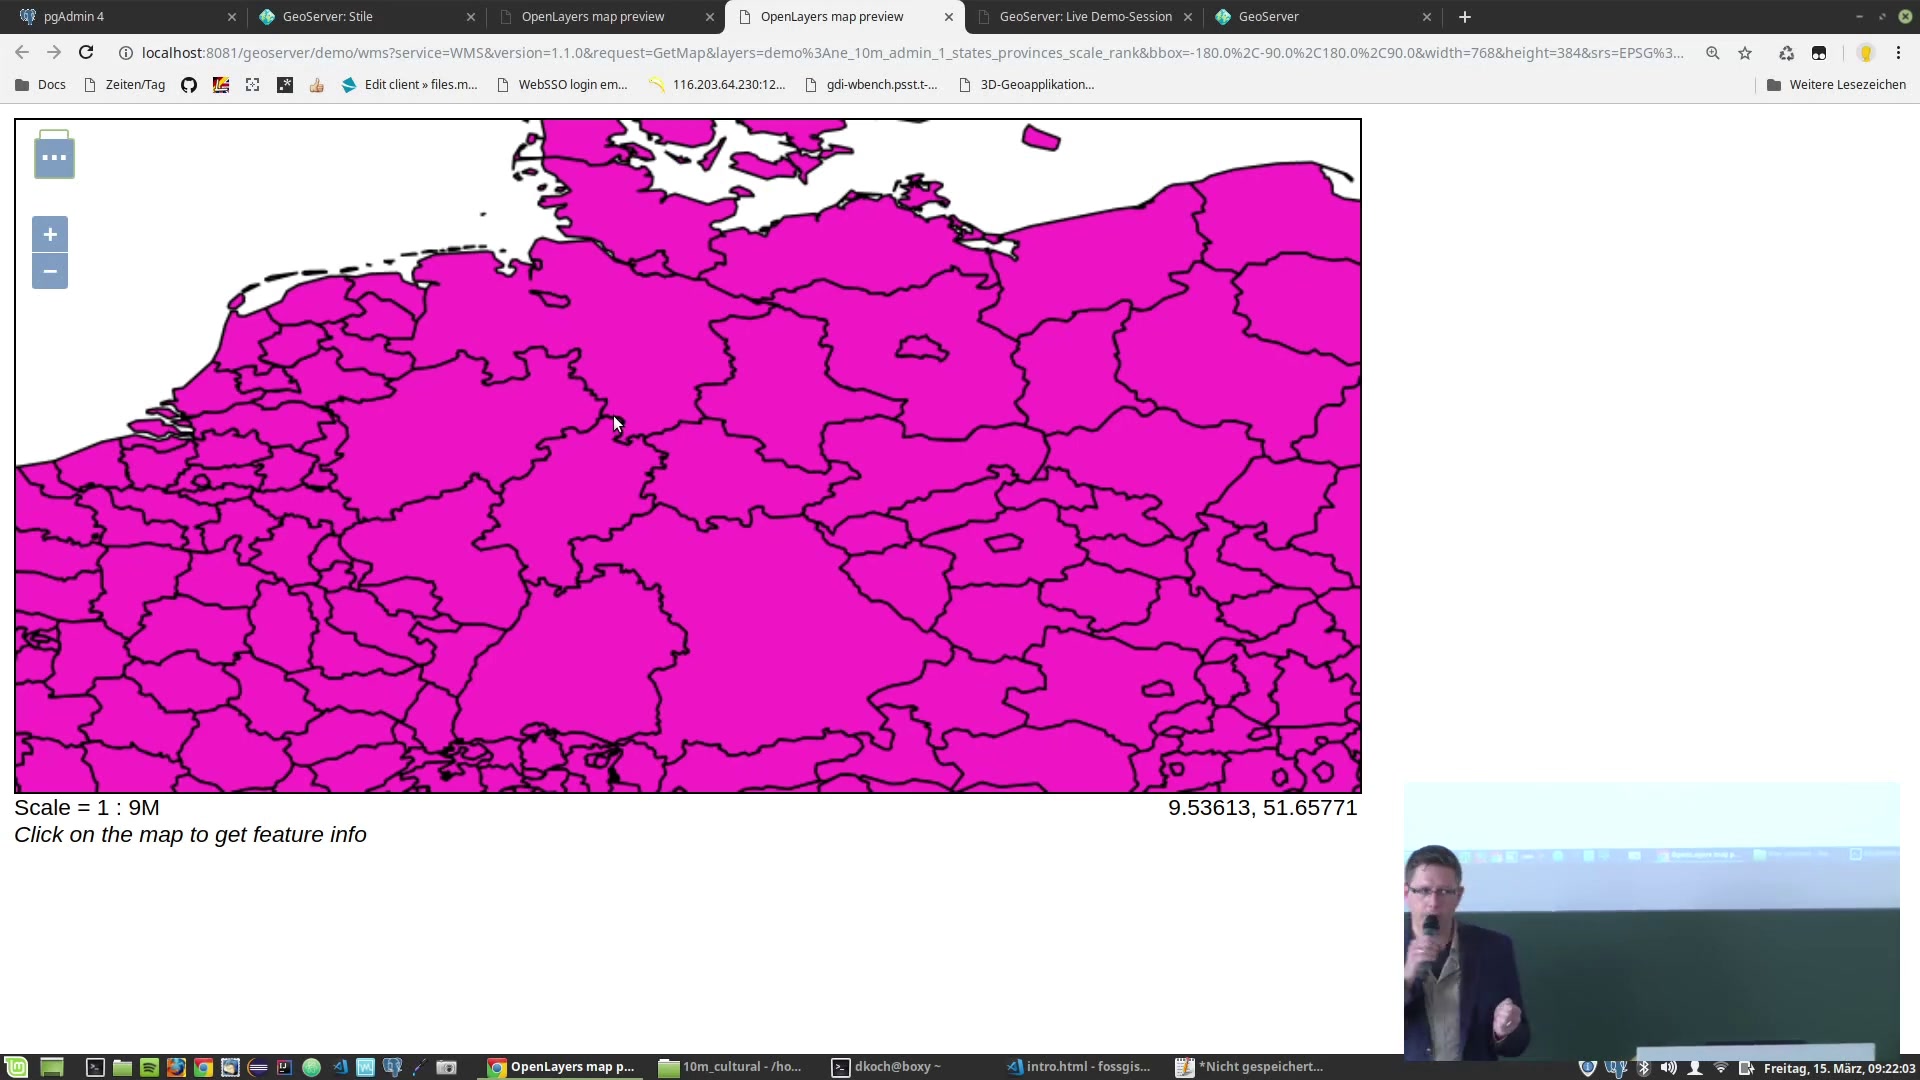 pgAdmin 4
GeoServer: Stile
OpenLayers map preview
OpenLayers map preview
GeoServer: Live Demo-Session
GeoServer
localhost:8081/geoserver/demo/wms?service=WMS&version=1.1.0&request=GetMap&layers=demo%3Ane_10m_admin_1_states_provinces_scale_rank&bbox=-180.0%2C-90.0%2C180.0%2C90.0&width=768&height=384&srs=EPSG%3...
Docs
Zeiten/Tag
Edit client » files.m...
WebSSO login em...
116.203.64.230:12...
gdi-wbench.psst.t-...
3D-Geoapplikation...
Weitere Lesezeichen
...
+
−
Scale = 1 : 9M
9.53613, 51.65771
Click on the map to get feature info
OpenLayers map p...
10m_cultural - /ho...
dkoch@boxy ~
intro.html - fossgis...
*Nicht gespeichert...
Freitag, 15. März, 09:22:03